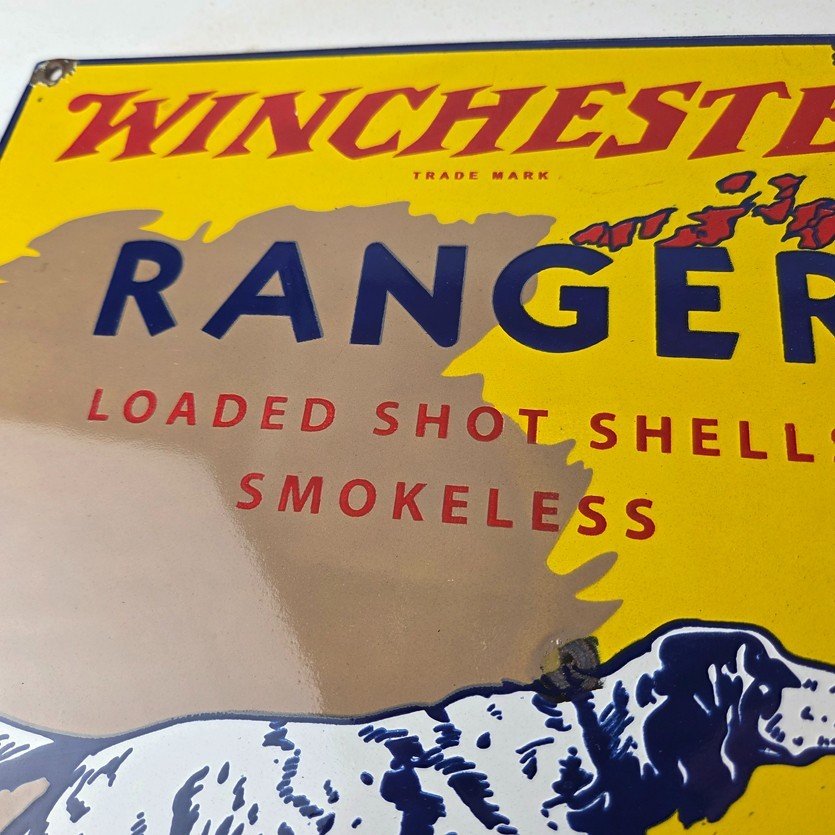 WINCHESTE
TRADE MARK
RANGER
LOADED SHOT SHELLS
SMOKELESS